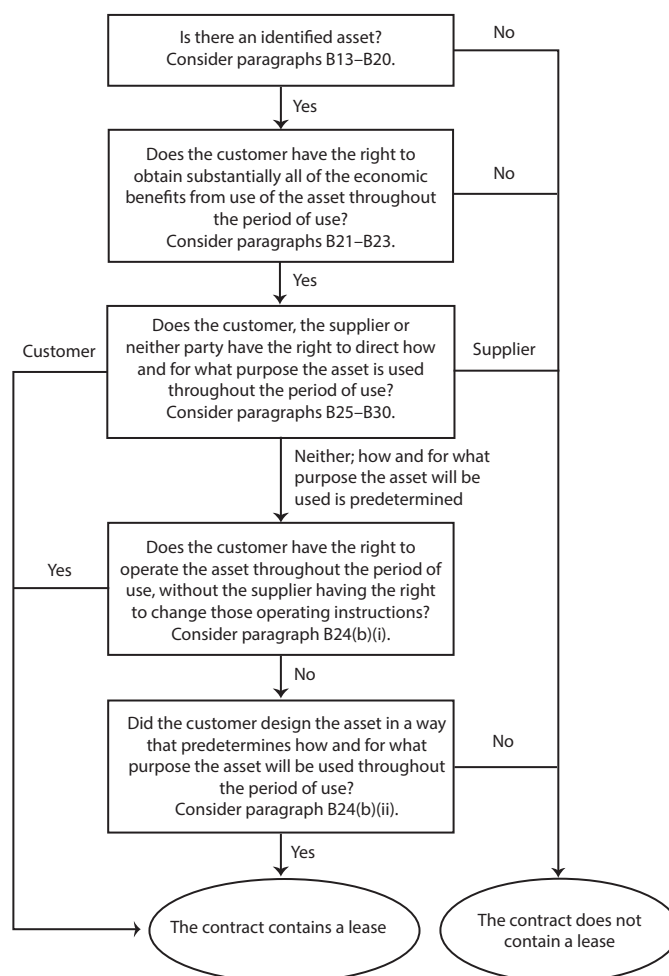 Is there an identified asset?
Consider paragraphs B13–B20.
No
Yes
Does the customer have the right to
obtain substantially all of the economic
benefits from use of the asset throughout
the period of use?
Consider paragraphs B21–B23.
No
Yes
Customer
Does the customer, the supplier or
neither party have the right to direct how
and for what purpose the asset is used
throughout the period of use?
Consider paragraphs B25–B30.
Supplier
Neither; how and for what
purpose the asset will be
used is predetermined
Yes
Does the customer have the right to
operate the asset throughout the period of
use, without the supplier having the right
to change those operating instructions?
Consider paragraph B24(b)(i).
No
Did the customer design the asset in a way
that predetermines how and for what
purpose the asset will be used throughout
the period of use?
Consider paragraph B24(b)(ii).
No
Yes
The contract contains a lease
The contract does not
contain a lease